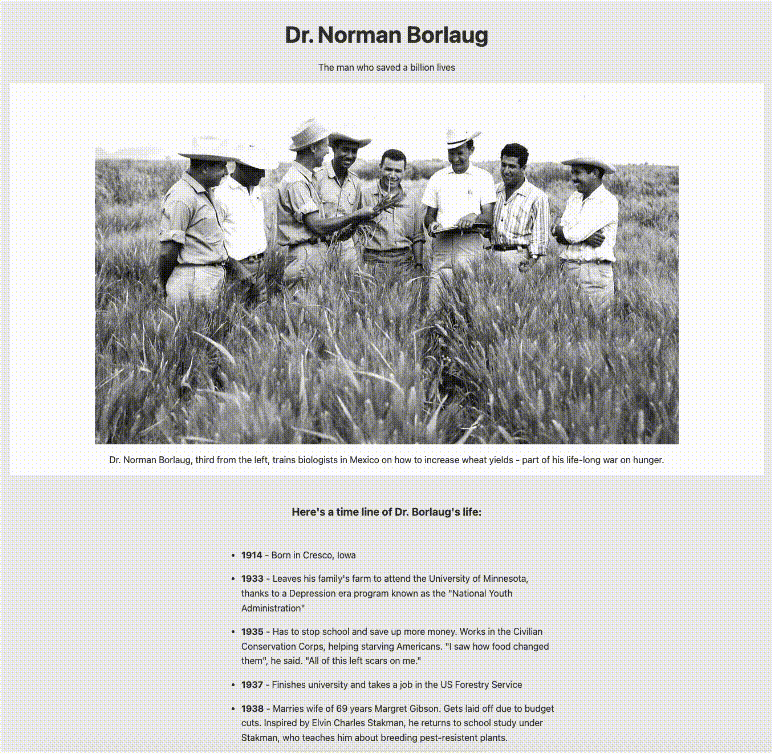 Dr. Norman Borlaug
The man who saved a billion lives
Dr. Norman Borlaug, third from the left, trains biologists in Mexico on how to increase wheat yields - part of his life-long war on hunger.
Here's a time line of Dr. Borlaug's life:
• 1914 - Born in Cresco, Iowa
• 1933 - Leaves his family's farm to attend the University of Minnesota,
thanks to a Depression era program known as the "National Youth
Administration"
• 1935 - Has to stop school and save up more money. Works in the Civilian
Conservation Corps, helping starving Americans. "I saw how food changed
them", he said. "All of this left scars on me."
• 1937 - Finishes university and takes a job in the US Forestry Service
• 1938 - Marries wife of 69 years Margret Gibson. Gets laid off due to budget
cuts. Inspired by Elvin Charles Stakman, he returns to school study under
Stakman, who teaches him about breeding pest-resistent plants.